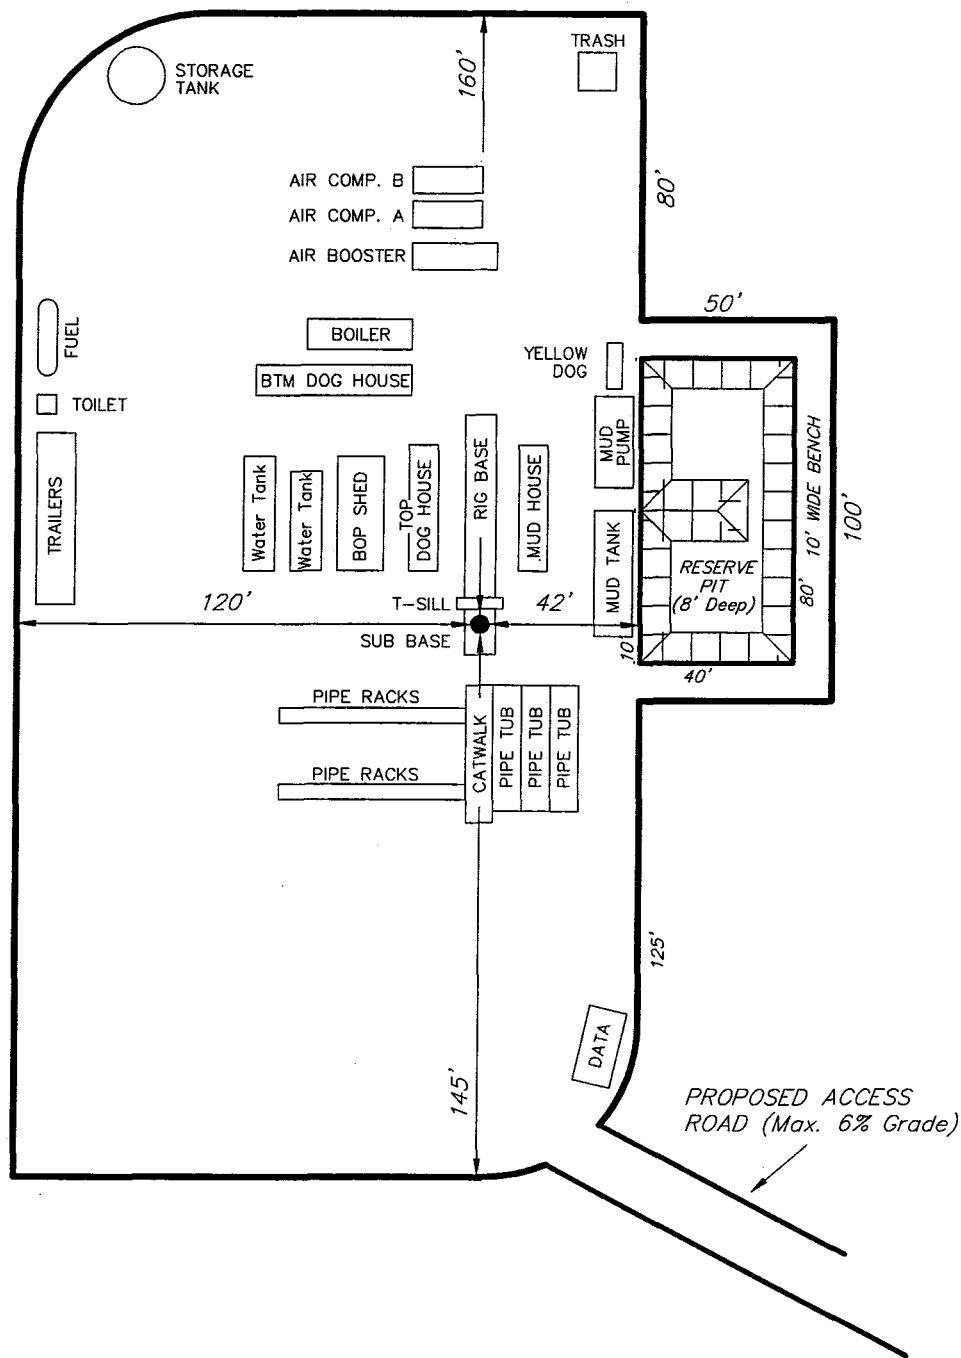 160'
TRASH
STORAGE
TANK
AIR COMP. B
AIR COMP. A
AIR BOOSTER
80'
50'
FUEL
BOILER
YELLOW
DOG
BTM DOG HOUSE
TOILET
TRAILERS
Water Tank
Water Tank
BOP SHED
TOP
DOG HOUSE
RIG BASE
MUD HOUSE
MUD
PUMP
MUD TANK
10' WIDE BENCH
100'
RESERVE
PIT
(8' Deep)
80'
120'
T-SILL
42'
SUB BASE
10'
40'
PIPE RACKS
CATWALK
PIPE TUB
PIPE TUB
PIPE TUB
PIPE RACKS
125'
DATA
145'
PROPOSED ACCESS
ROAD (Max. 6% Grade)